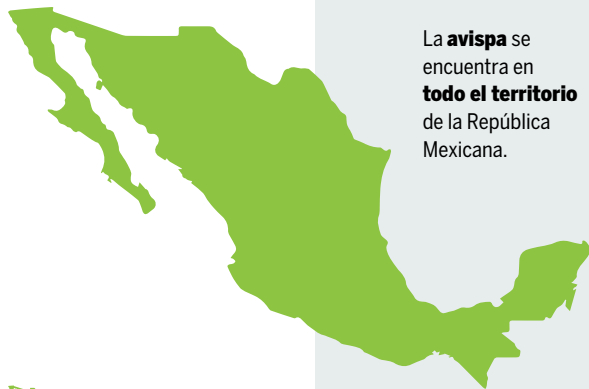 La avispa se
encuentra en
todo el territorio
de la República
Mexicana.